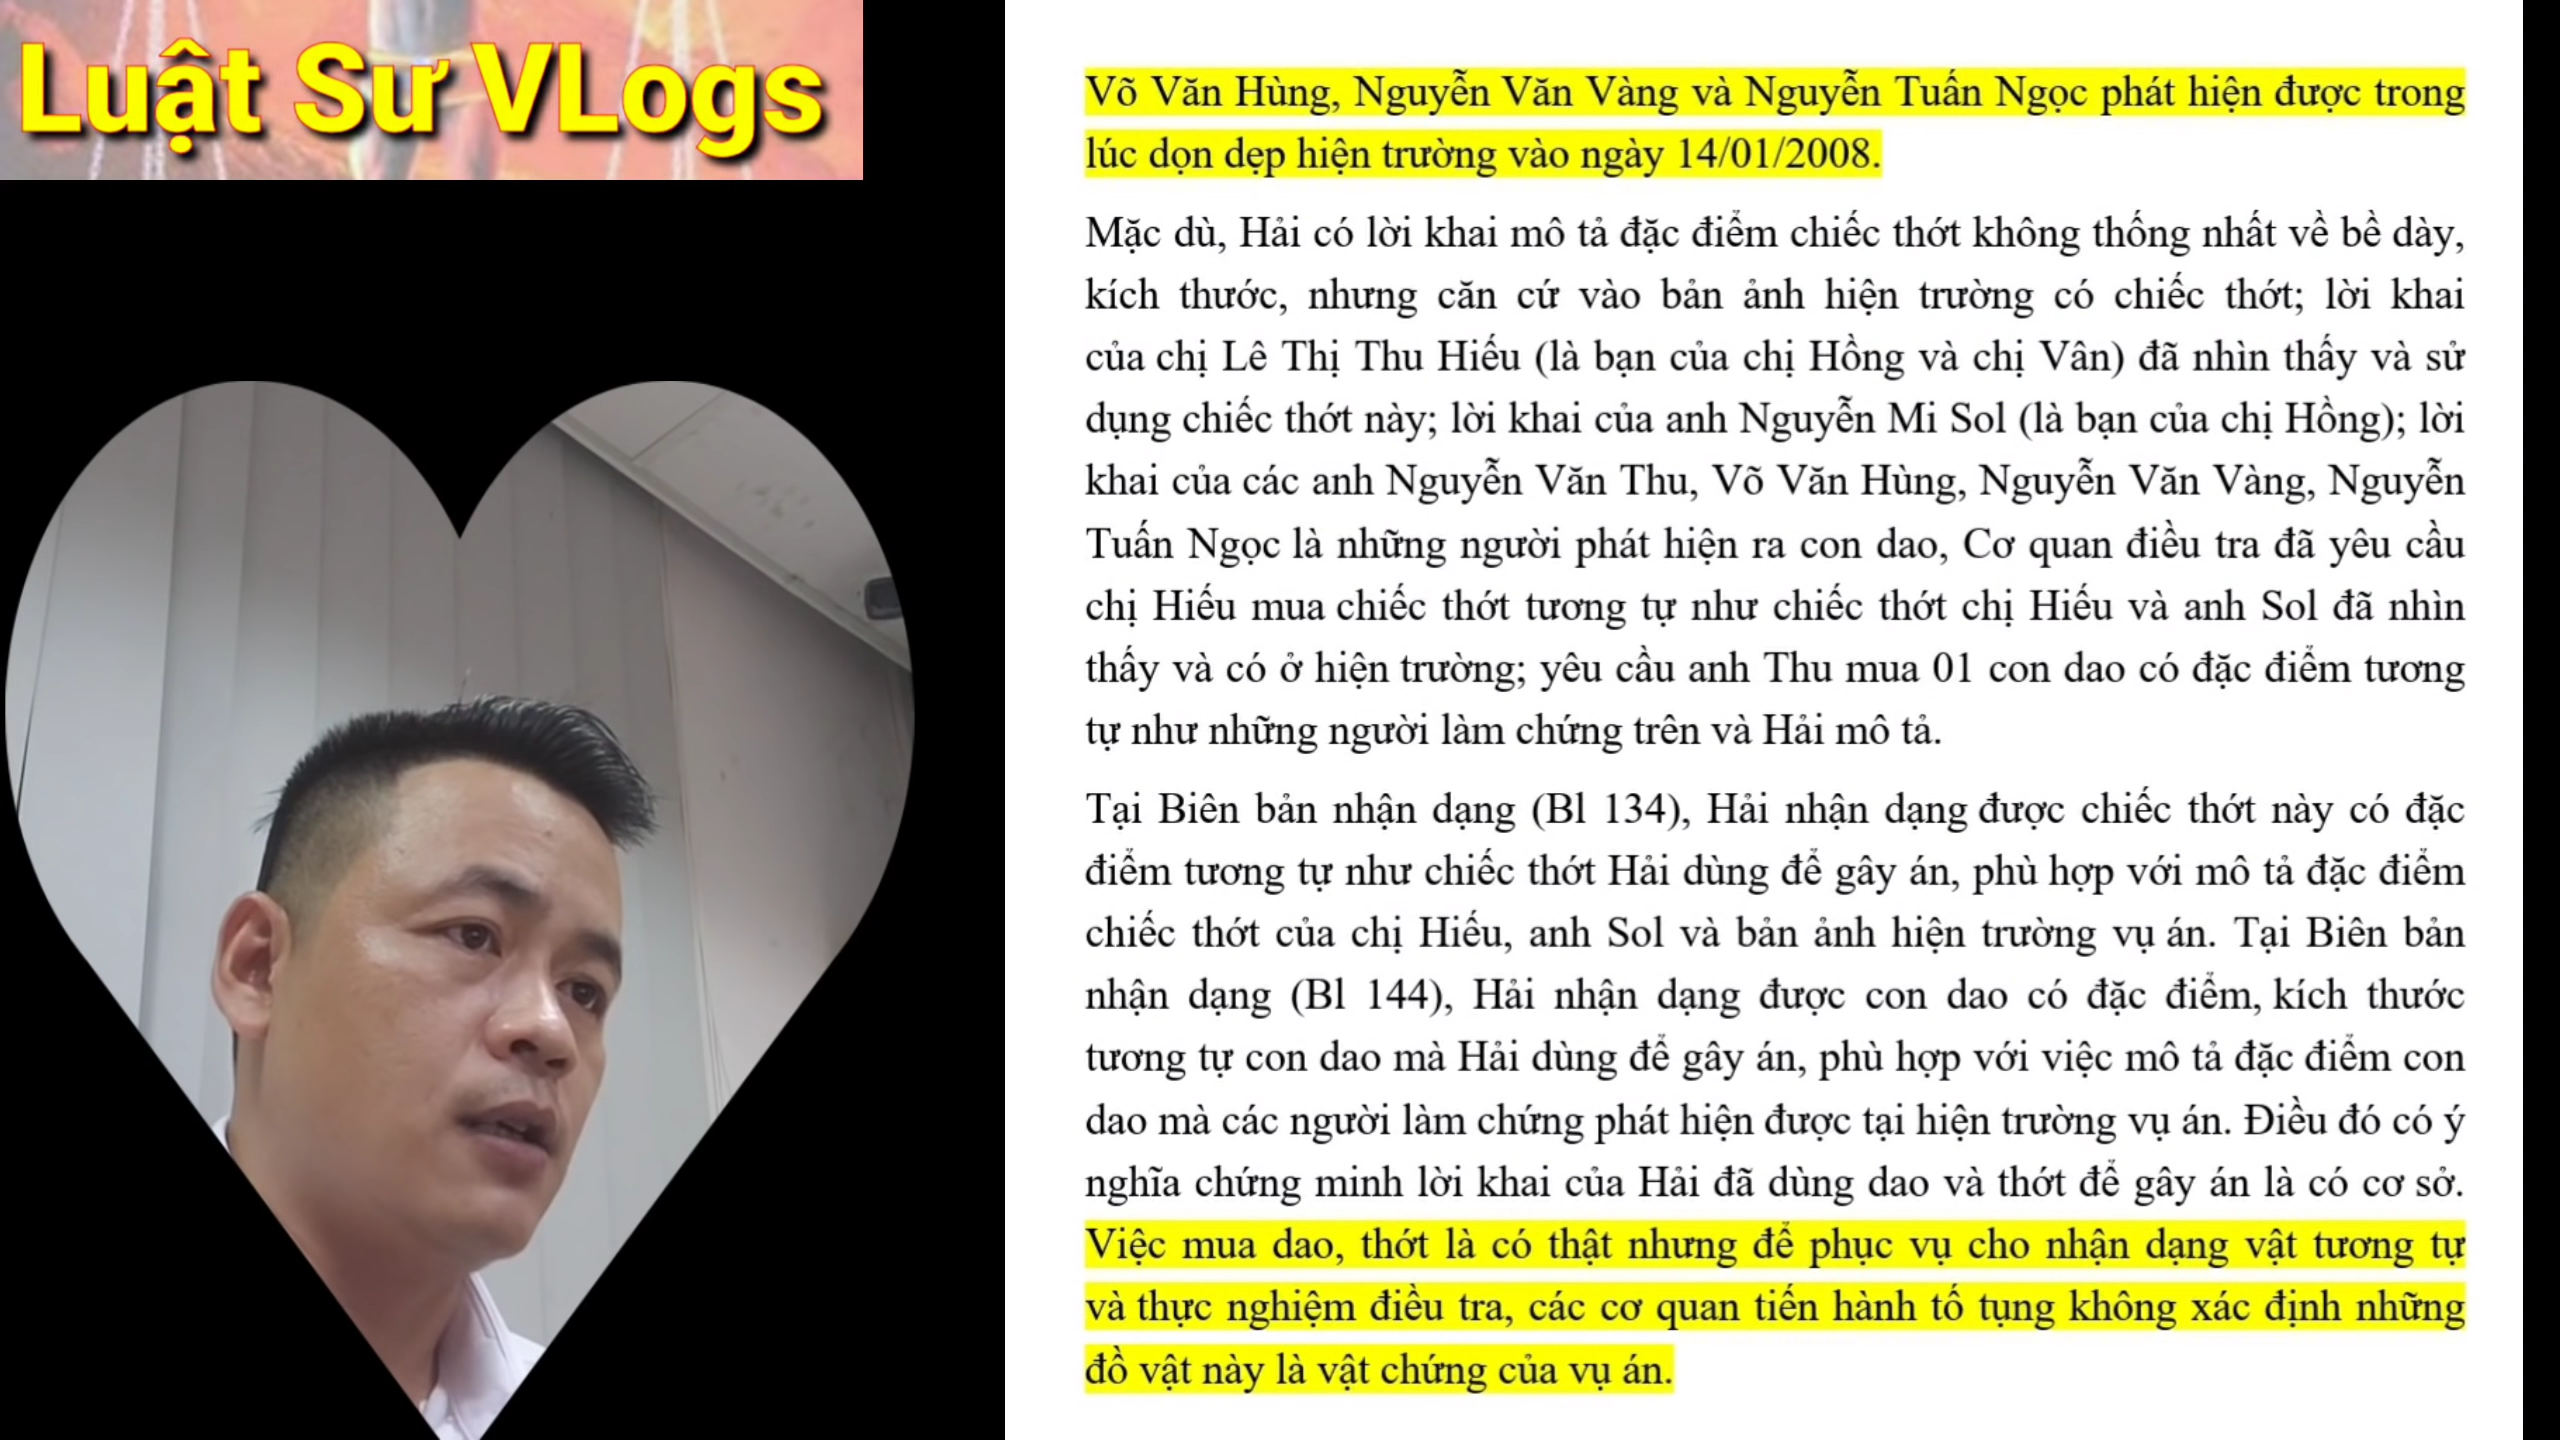 Luật Sư VLogs
Võ Văn Hùng, Nguyễn Văn Vàng và Nguyễn Tuấn Ngọc phát hiện được trong
lúc dọn dẹp hiện trường vào ngày 14/01/2008.
Mặc dù, Hải có lời khai mô tả đặc điểm chiếc thớt không thống nhất về bề dày,
kích thước, nhưng căn cứ vào bản ảnh hiện trường có chiếc thớt; lời khai
của chị Lê Thị Thu Hiếu (là bạn của chị Hồng và chị Vân) đã nhìn thấy và sử
dụng chiếc thớt này; lời khai của anh Nguyễn Mi Sol (là bạn của chị Hồng); lời
khai của các anh Nguyễn Văn Thu, Võ Văn Hùng, Nguyễn Văn Vàng, Nguyễn
Tuấn Ngọc là những người phát hiện ra con dao, Cơ quan điều tra đã yêu cầu
chị Hiếu mua chiếc thớt tương tự như chiếc thớt chị Hiếu và anh Sol đã nhìn
thấy và có ở hiện trường; yêu cầu anh Thu mua 01 con dao có đặc điểm tương
tự như những người làm chứng trên và Hải mô tả.
Tại Biên bản nhận dạng (Bl 134), Hải nhận dạng được chiếc thớt này có đặc
điểm tương tự như chiếc thớt Hải dùng để gây án, phù hợp với mô tả đặc điểm
chiếc thớt của chị Hiếu, anh Sol và bản ảnh hiện trường vụ án. Tại Biên bản
nhận dạng (Bl 144), Hải nhận dạng được con dao có đặc điểm, kích thước
tương tự con dao mà Hải dùng để gây án, phù hợp với việc mô tả đặc điểm con
dao mà các người làm chứng phát hiện được tại hiện trường vụ án. Điều đó có ý
nghĩa chứng minh lời khai của Hải đã dùng dao và thớt để gây án là có cơ sở.
Việc mua dao, thớt là có thật nhưng để phục vụ cho nhận dạng vật tương tự
và thực nghiệm điều tra, các cơ quan tiến hành tố tụng không xác định những
đồ vật này là vật chứng của vụ án.